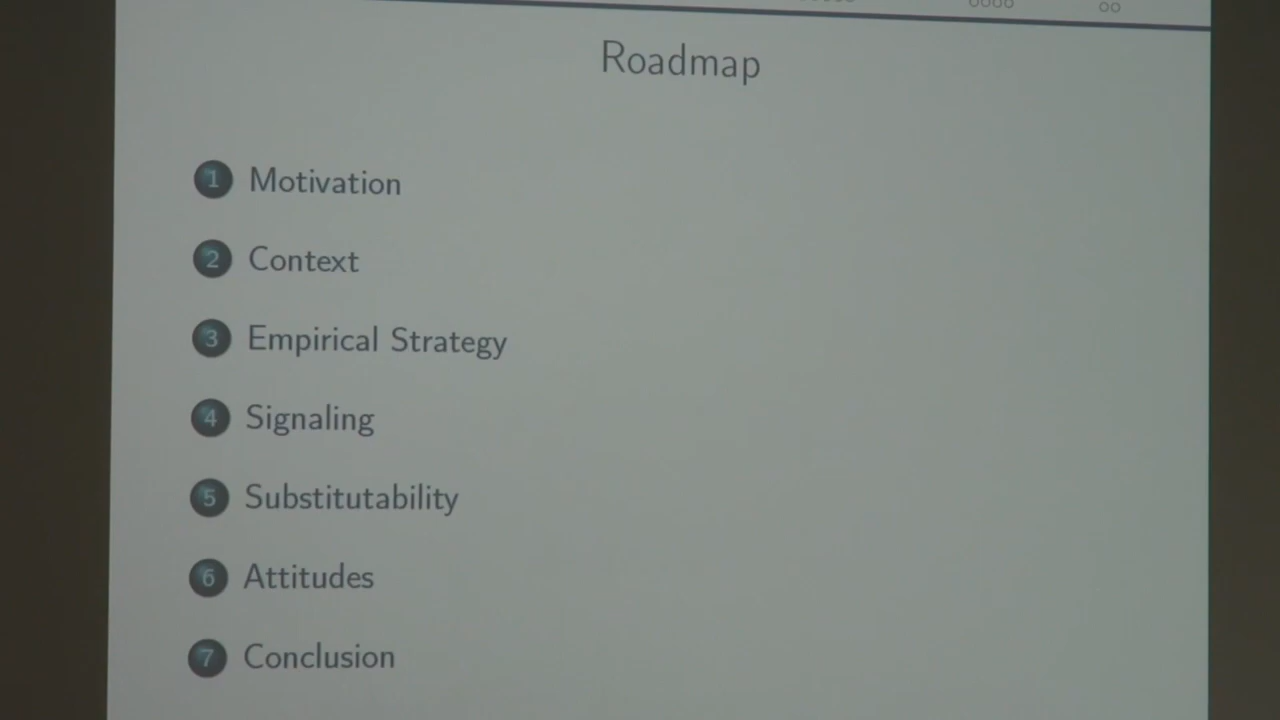 Roadmap
1 Motivation
2 Context
3 Empirical Strategy
4 Signaling
5 Substitutability
6 Attitudes
7 Conclusion